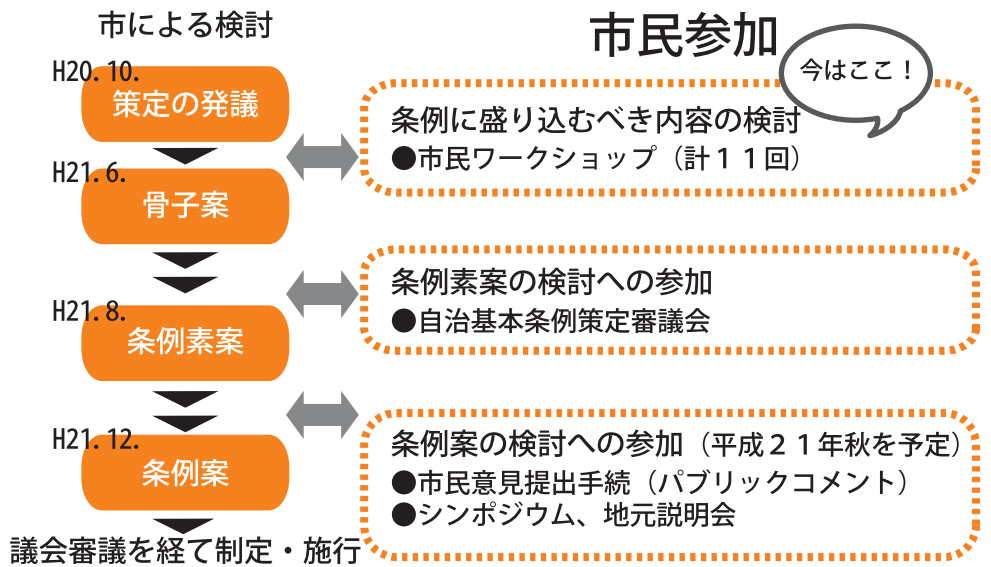 市による検討
市民参加
今はここ！
H20. 10.
策定の発議
条例に盛り込むべき内容の検討
●市民ワークショップ（計１１回）
H21. 6.
骨子案
条例素案の検討への参加
●自治基本条例策定審議会
H21. 8.
条例素案
条例案の検討への参加（平成２１年秋を予定）
●市民意見提出手続（パブリックコメント）
●シンポジウム、地元説明会
H21. 12.
条例案
議会審議を経て制定・施行